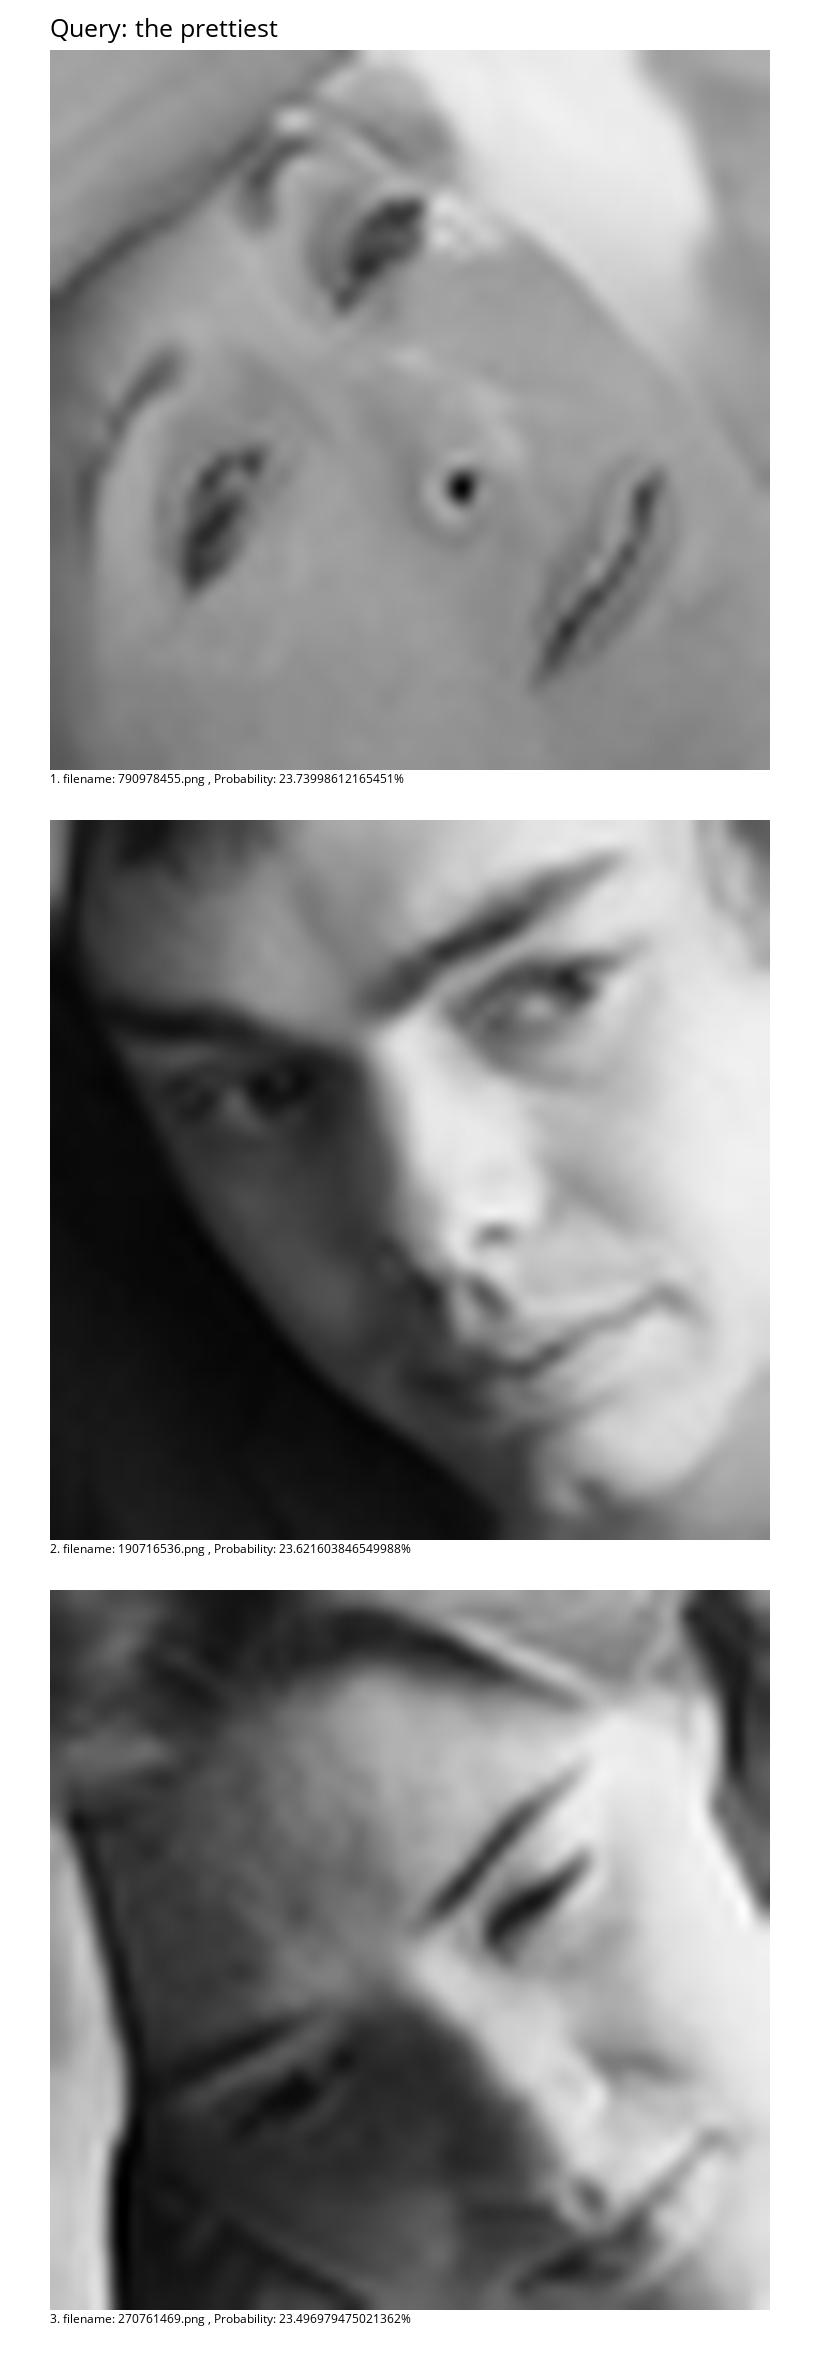 Query: the prettiest
1. filename: 790978455.png , Probability: 23.73998612165451%
2. filename: 190716536.png , Probability: 23.621603846549988%
3. filename: 270761469.png , Probability: 23.496979475021362%